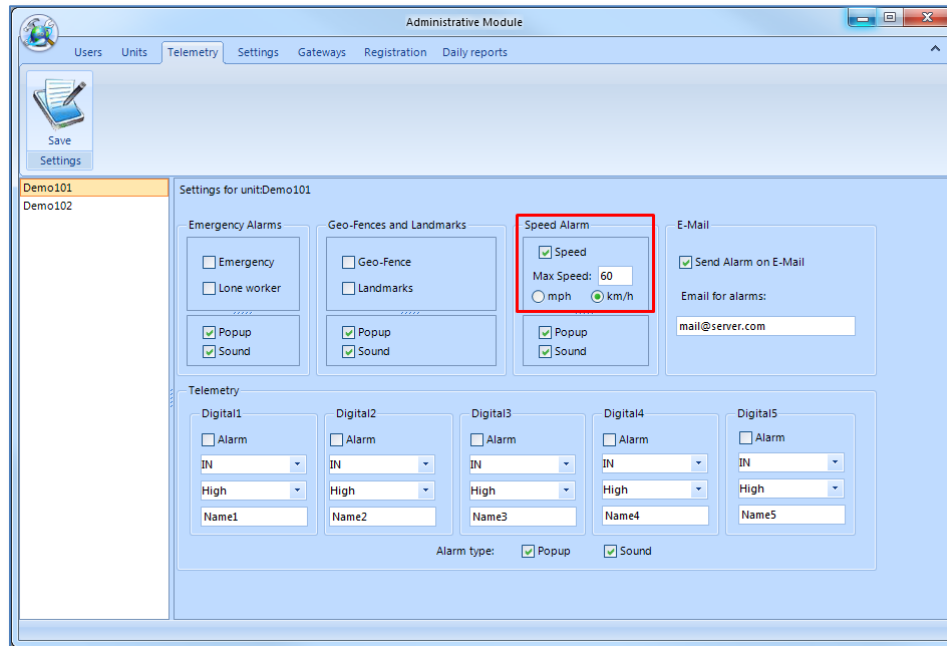 Administrative Module
Users Units Telemetry Settings Gateways Registration Daily reports
Save
Settings
Demo101
Demo102
Settings for unit:Demo101
Emergency Alarms
Emergency
Lone worker
Popup
Sound
Geo-Fences and Landmarks
Geo-Fence
Landmarks
Popup
Sound
Speed Alarm
Speed
Max Speed: 60
mph km/h
Popup
Sound
E-Mail
Send Alarm on E-Mail
Email for alarms:
mail@server.com
Telemetry
Digital1
Alarm
IN
High
Name1
Digital2
Alarm
IN
High
Name2
Digital3
Alarm
IN
High
Name3
Digital4
Alarm
IN
High
Name4
Digital5
Alarm
IN
High
Name5
Alarm type: Popup Sound